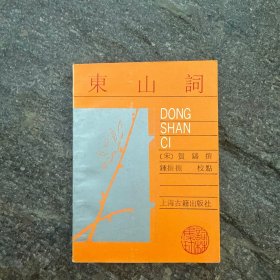 東山詞
DONG
SHAN
CI
(宋) 賀鑄 撰
鍾振振 校點
上海古籍出版社